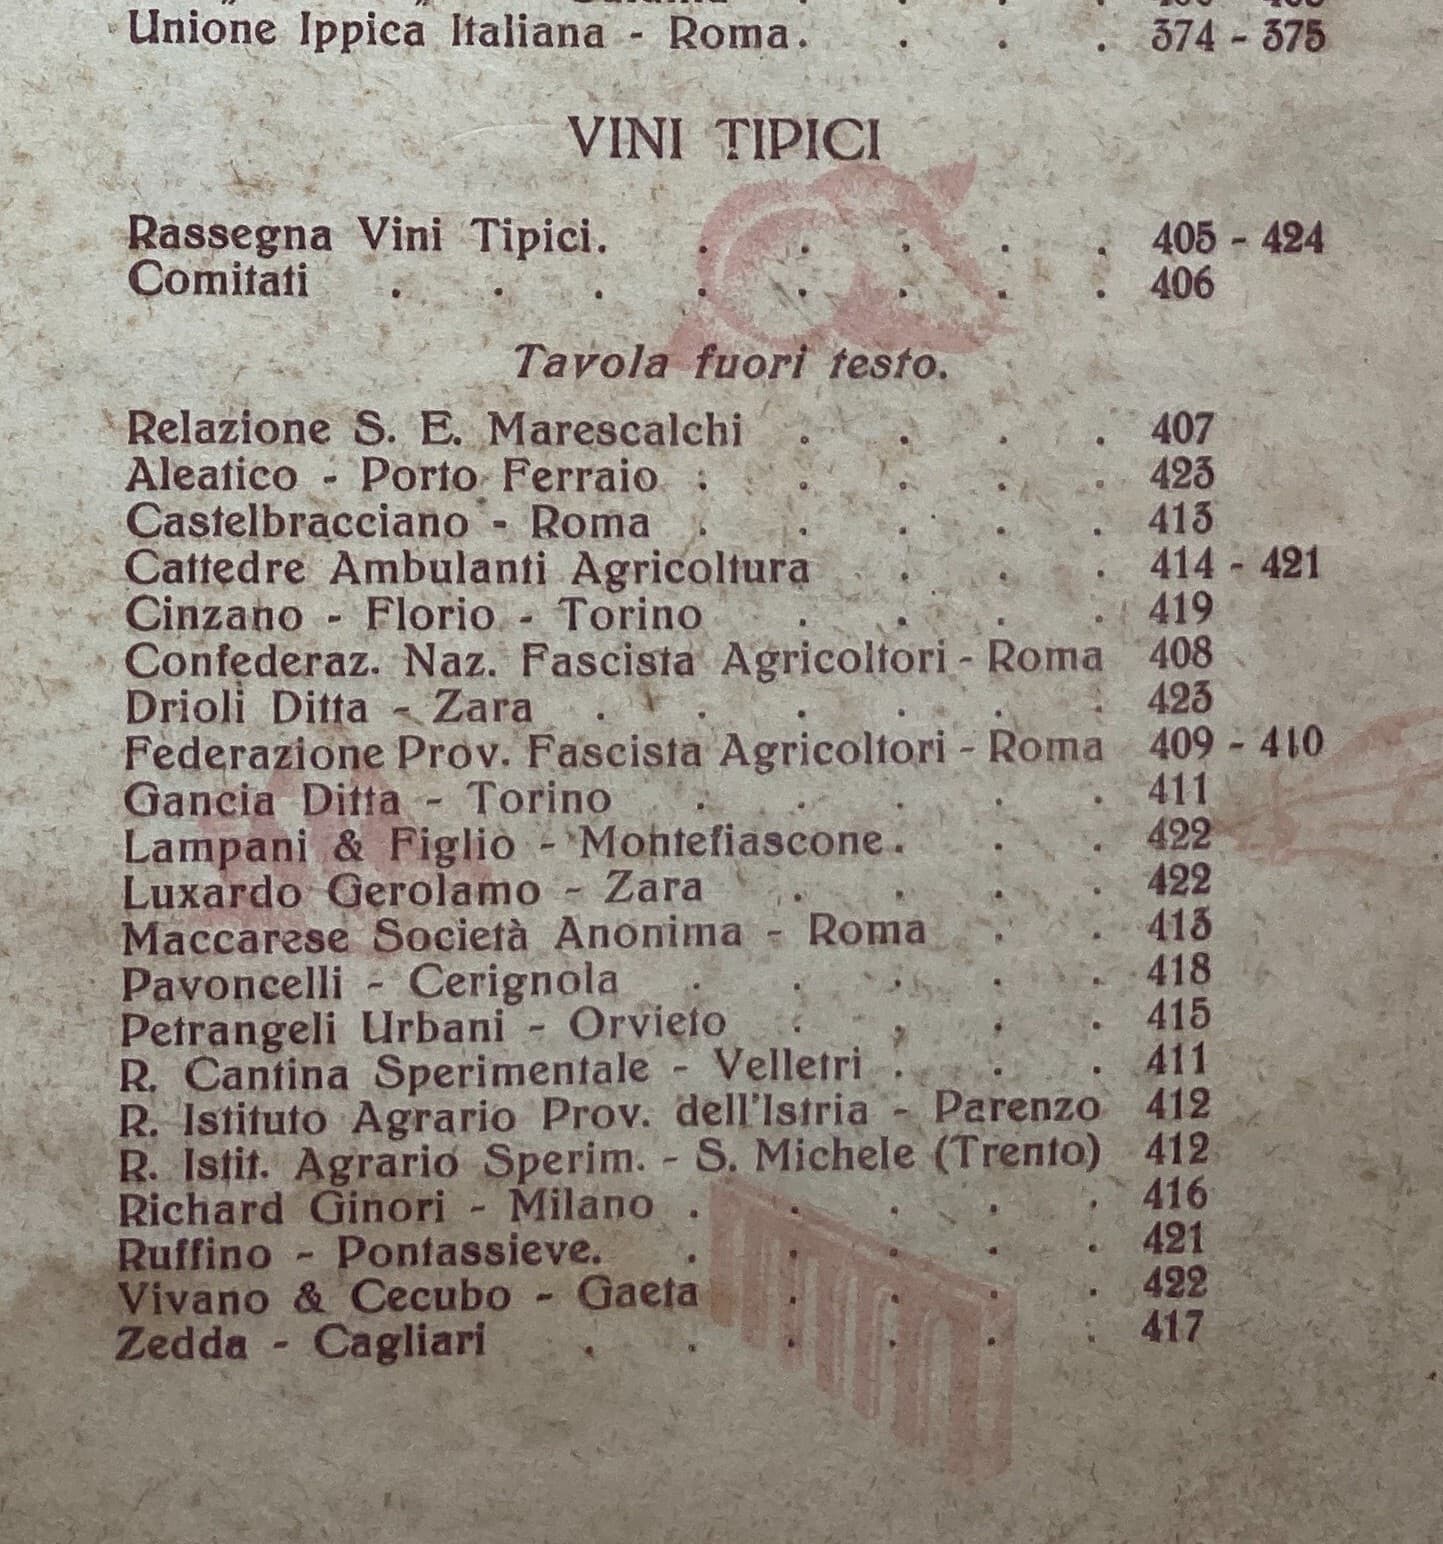 Unione Ippica Italiana - Roma. . . . 374 - 375
VINI TIPICI
Rassegna Vini Tipici. . . . . . 405 - 424
Comitati . . . . . . . . 406
Tavola fuori testo.
Relazione S. E. Marescalchi . . . . 407
Aleatico - Porto Ferraio . . . . . 423
Castelbracciano - Roma . . . . . 413
Cattedre Ambulanti Agricoltura . . . 414 - 421
Cinzano - Florio - Torino . . . . 419
Confederaz. Naz. Fascista Agricoltori - Roma 408
Drioli Ditta - Zara . . . . . . 423
Federazione Prov. Fascista Agricoltori - Roma 409 - 410
Gancia Ditta - Torino . . . . . 411
Lampani & Figlio - Montefiascone. . . 422
Luxardo Gerolamo - Zara . . . . 422
Maccarese Società Anonima - Roma . . 413
Pavoncelli - Cerignola . . . . . 418
Petrangeli Urbani - Orvieto . . . . 415
R. Cantina Sperimentale - Velletri . . . 411
R. Istituto Agrario Prov. dell'Istria - Parenzo 412
R. Istit. Agrario Sperim. - S. Michele (Trento) 412
Richard Ginori - Milano . . . . . 416
Ruffino - Pontassieve. . . . . . 421
Vivano & Cecubo - Gaeta . . . . 422
Zedda - Cagliari . . . . . . 417